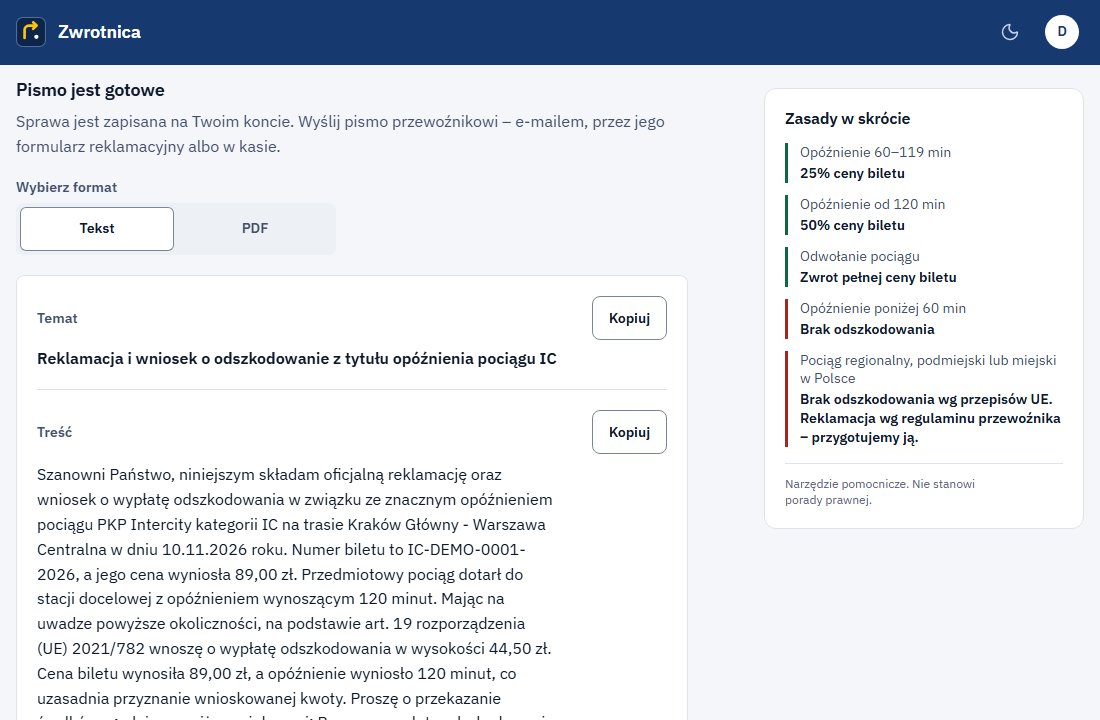 Zwrotnica
D
Pismo jest gotowe
Sprawa jest zapisana na Twoim koncie. Wyślij pismo przewoźnikowi – e-mailem, przez jego
formularz reklamacyjny albo w kasie.
Wybierz format
Tekst
PDF
Temat
Kopiuj
Reklamacja i wniosek o odszkodowanie z tytułu opóźnienia pociągu IC
Treść
Kopiuj
Szanowni Państwo, niniejszym składam oficjalną reklamację oraz
wniosek o wypłatę odszkodowania w związku ze znacznym opóźnieniem
pociągu PKP Intercity kategorii IC na trasie Kraków Główny - Warszawa
Centralna w dniu 10.11.2026 roku. Numer biletu to IC-DEMO-0001-
2026, a jego cena wyniosła 89,00 zł. Przedmiotowy pociąg dotarł do
stacji docelowej z opóźnieniem wynoszącym 120 minut. Mając na
uwadze powyższe okoliczności, na podstawie art. 19 rozporządzenia
(UE) 2021/782 wnoszę o wypłatę odszkodowania w wysokości 44,50 zł.
Cena biletu wynosiła 89,00 zł, a opóźnienie wyniosło 120 minut, co
uzasadnia przyznanie wnioskowanej kwoty. Proszę o przekazanie
Zasady w skrócie
Opóźnienie 60–119 min
25% ceny biletu
Opóźnienie od 120 min
50% ceny biletu
Odwołanie pociągu
Zwrot pełnej ceny biletu
Opóźnienie poniżej 60 min
Brak odszkodowania
Pociąg regionalny, podmiejski lub miejski
w Polsce
Brak odszkodowania wg przepisów UE.
Reklamacja wg regulaminu przewoźnika
– przygotujemy ją.
Narzędzie pomocnicze. Nie stanowi
porady prawnej.